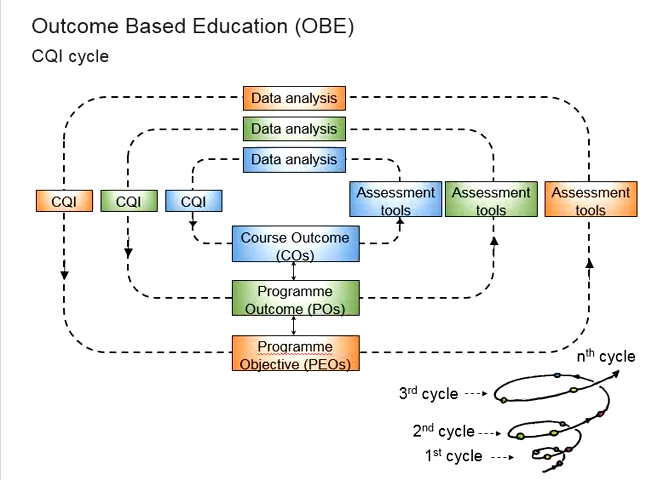 Outcome Based Education (OBE)
CQI cycle
Data analysis
Data analysis
Data analysis
CQI
CQI
CQI
Assessment
tools
Assessment
tools
Assessment
tools
Course Outcome
(COs)
Programme
Outcome (POs)
Programme
Objective (PEOs)
nth cycle
3rd cycle
2nd cycle
1st cycle